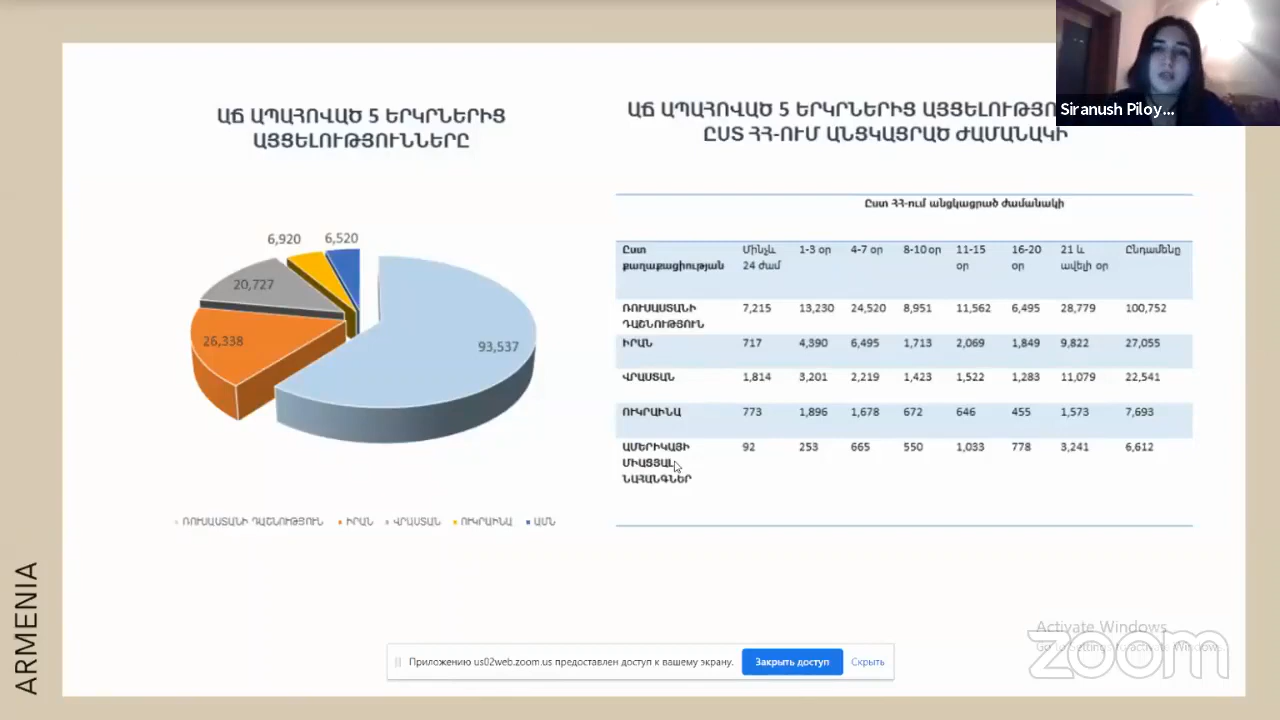 Siranush Piloy...
ԱՃ ԱՊԱՀՈՎԱԾ 5 ԵՐԿՐՆԵՐԻՑ
ԱՅՑԵԼՈՒԹՅՈՒՆՆԵՐԸ
ԱՃ ԱՊԱՀՈՎԱԾ 5 ԵՐԿՐՆԵՐԻՑ
ԸՍՏ ՀՀ-ՈՒՄ ԱՆՑԿԱՑՐԱԾ ԺԱՄԱՆԱԿԻ
6,920 6,520
20,727
26,338
93,537
ՌՈՒՍԱՍՏԱՆԻ ԴԱՇՆՈՒԹՅՈՒՆ ԻՐԱՆ ՎՐԱՍՏԱՆ ՈՒԿՐԱԻՆԱ ԱՄՆ
Ըստ ՀՀ-ում անցկացրած ժամանակի
Ըստ Մինչև 1-3 օր 4-7 օր 8-10 օր 11-15 16-20 21 և Ընդամենը
քաղաքացիության 24 ժամ օր օր ավելի օր
ՌՈՒՍԱՍՏԱՆԻ 7,215 13,230 24,520 8,951 11,562 6,495 28,779 100,752
ԴԱՇՆՈՒԹՅՈՒՆ
ԻՐԱՆ 717 4,390 6,495 1,713 2,069 1,849 9,822 27,055
ՎՐԱՍՏԱՆ 1,814 3,201 2,219 1,423 1,522 1,283 11,079 22,541
ՈՒԿՐԱԻՆԱ 773 1,896 1,678 672 646 455 1,573 7,693
ԱՄԵՐԻԿԱՅԻ 92 253 665 550 1,033 778 3,241 6,612
ՄԻԱՑՅԱԼ
ՆԱՀԱՆԳՆԵՐ
ARMENIA
Приложению us02web.zoom.us предоставлен доступ к вашему экрану. Закрыть доступ Скрыть
Activate Windows
Go to Settings to activate Windows.
zoom